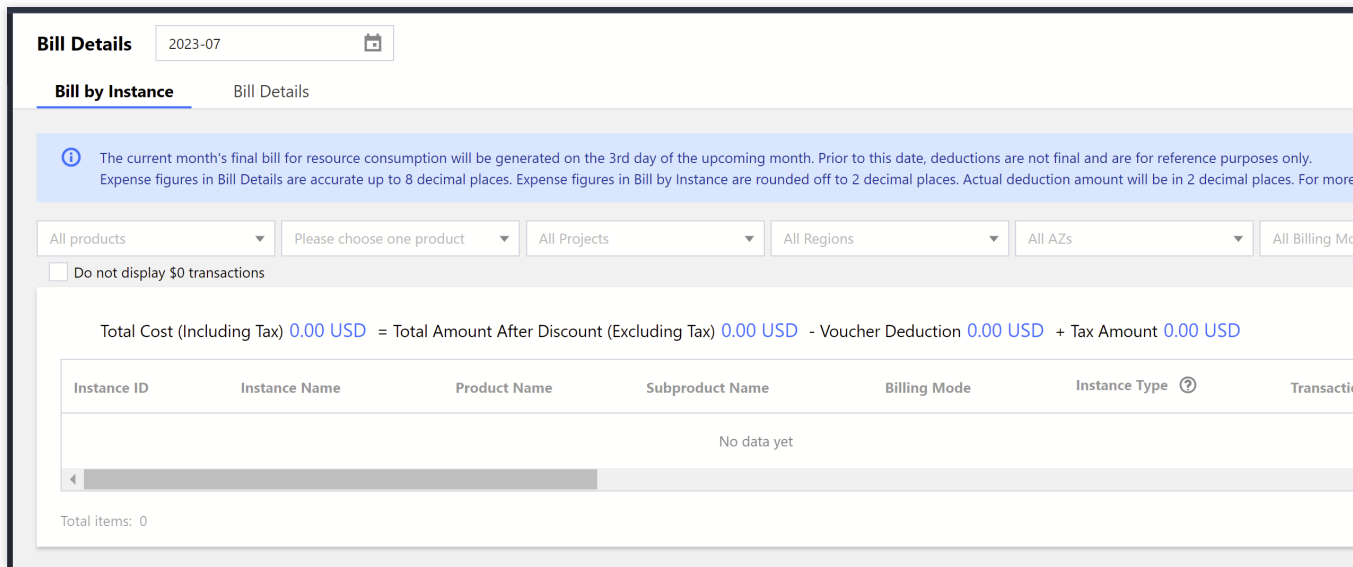 Bill Details 2023-07
Bill by Instance Bill Details
The current month's final bill for resource consumption will be generated on the 3rd day of the upcoming month. Prior to this date, deductions are not final and are for reference purposes only.
Expense figures in Bill Details are accurate up to 8 decimal places. Expense figures in Bill by Instance are rounded off to 2 decimal places. Actual deduction amount will be in 2 decimal places. For more
All products Please choose one product All Projects All Regions All AZs All Billing Mo
Do not display $0 transactions
Total Cost (Including Tax) 0.00 USD = Total Amount After Discount (Excluding Tax) 0.00 USD - Voucher Deduction 0.00 USD + Tax Amount 0.00 USD
Instance ID Instance Name Product Name Subproduct Name Billing Mode Instance Type Transactio
No data yet
Total items: 0